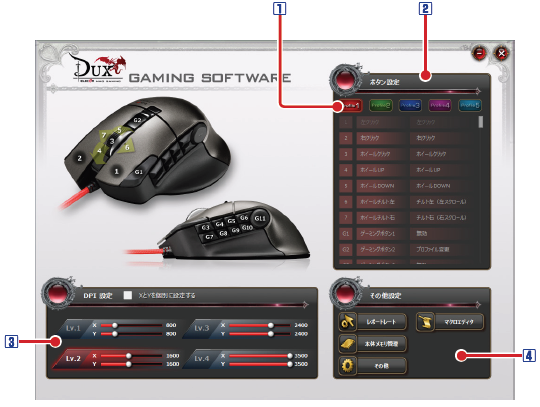 1
2
DUX
GAMING SOFTWARE
ボタン設定
Profile1 Profile2 Profile3 Profile4 Profile5
1 左クリック 左クリック
2 右クリック 右クリック
3 ホイールクリック ホイールクリック
4 ホイールUP ホイールUP
5 ホイールDOWN ホイールDOWN
6 ホイールチルト左 チルト左（左スクロール）
7 ホイールチルト右 チルト右（右スクロール）
G1 ゲーミングボタン1 無効
G2 ゲーミングボタン2 プロファイル変更
G2
7
5
3
4
6
2
1
G1
G3 G4 G5 G6 G11
G7 G8 G9 G10
DPI 設定 XとYを個別に設定する
Lv.1 X 800
Y 800
Lv.3 X 2400
Y 2400
Lv.2 X 1600
Y 1600
Lv.4 X 3500
Y 3500
その他設定
レポートレート マクロエディタ
本体メモリ管理
その他
3
4